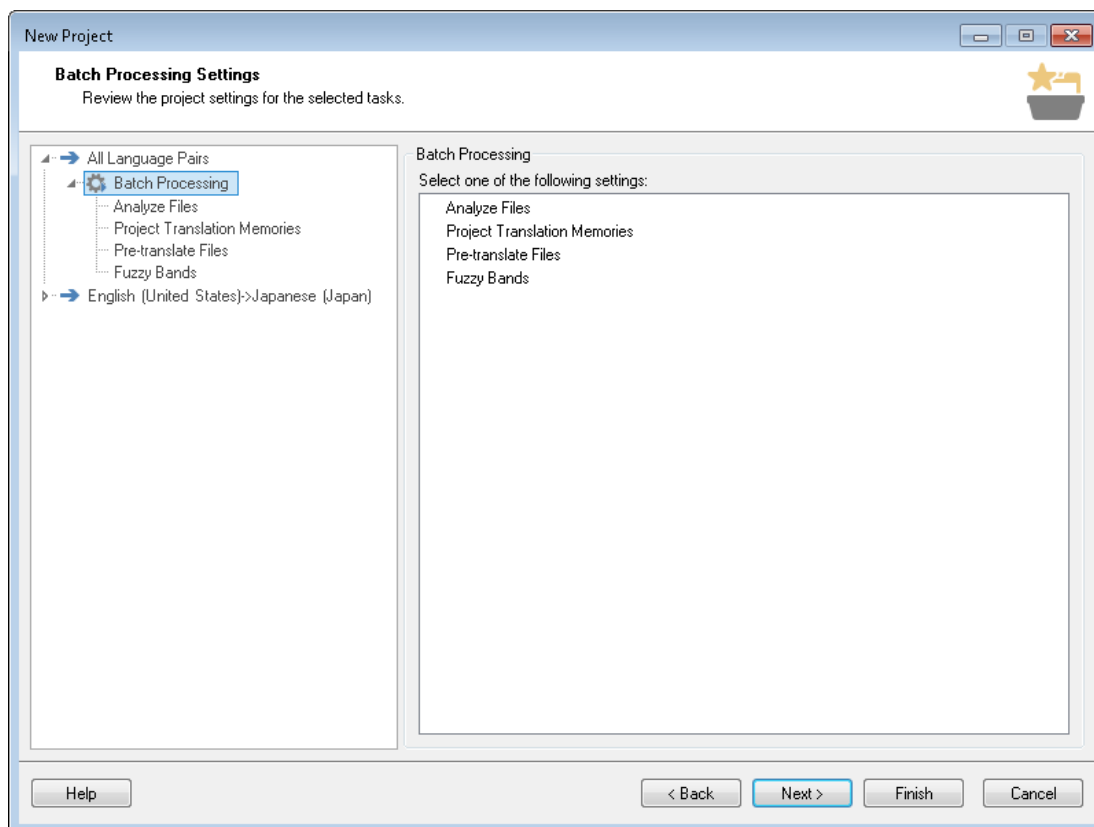 New Project
Batch Processing Settings
Review the project settings for the selected tasks.
All Language Pairs
Batch Processing
Analyze Files
Project Translation Memories
Pre-translate Files
Fuzzy Bands
English (United States)->Japanese (Japan)
Batch Processing
Select one of the following settings:
Analyze Files
Project Translation Memories
Pre-translate Files
Fuzzy Bands
Help
< Back
Next >
Finish
Cancel